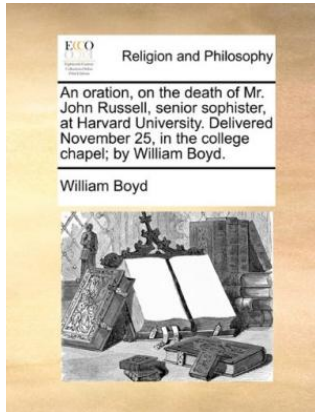 ECCO
Religion and Philosophy
An oration, on the death of Mr.
John Russell, senior sophister,
at Harvard University. Delivered
November 25, in the college
chapel; by William Boyd.
William Boyd